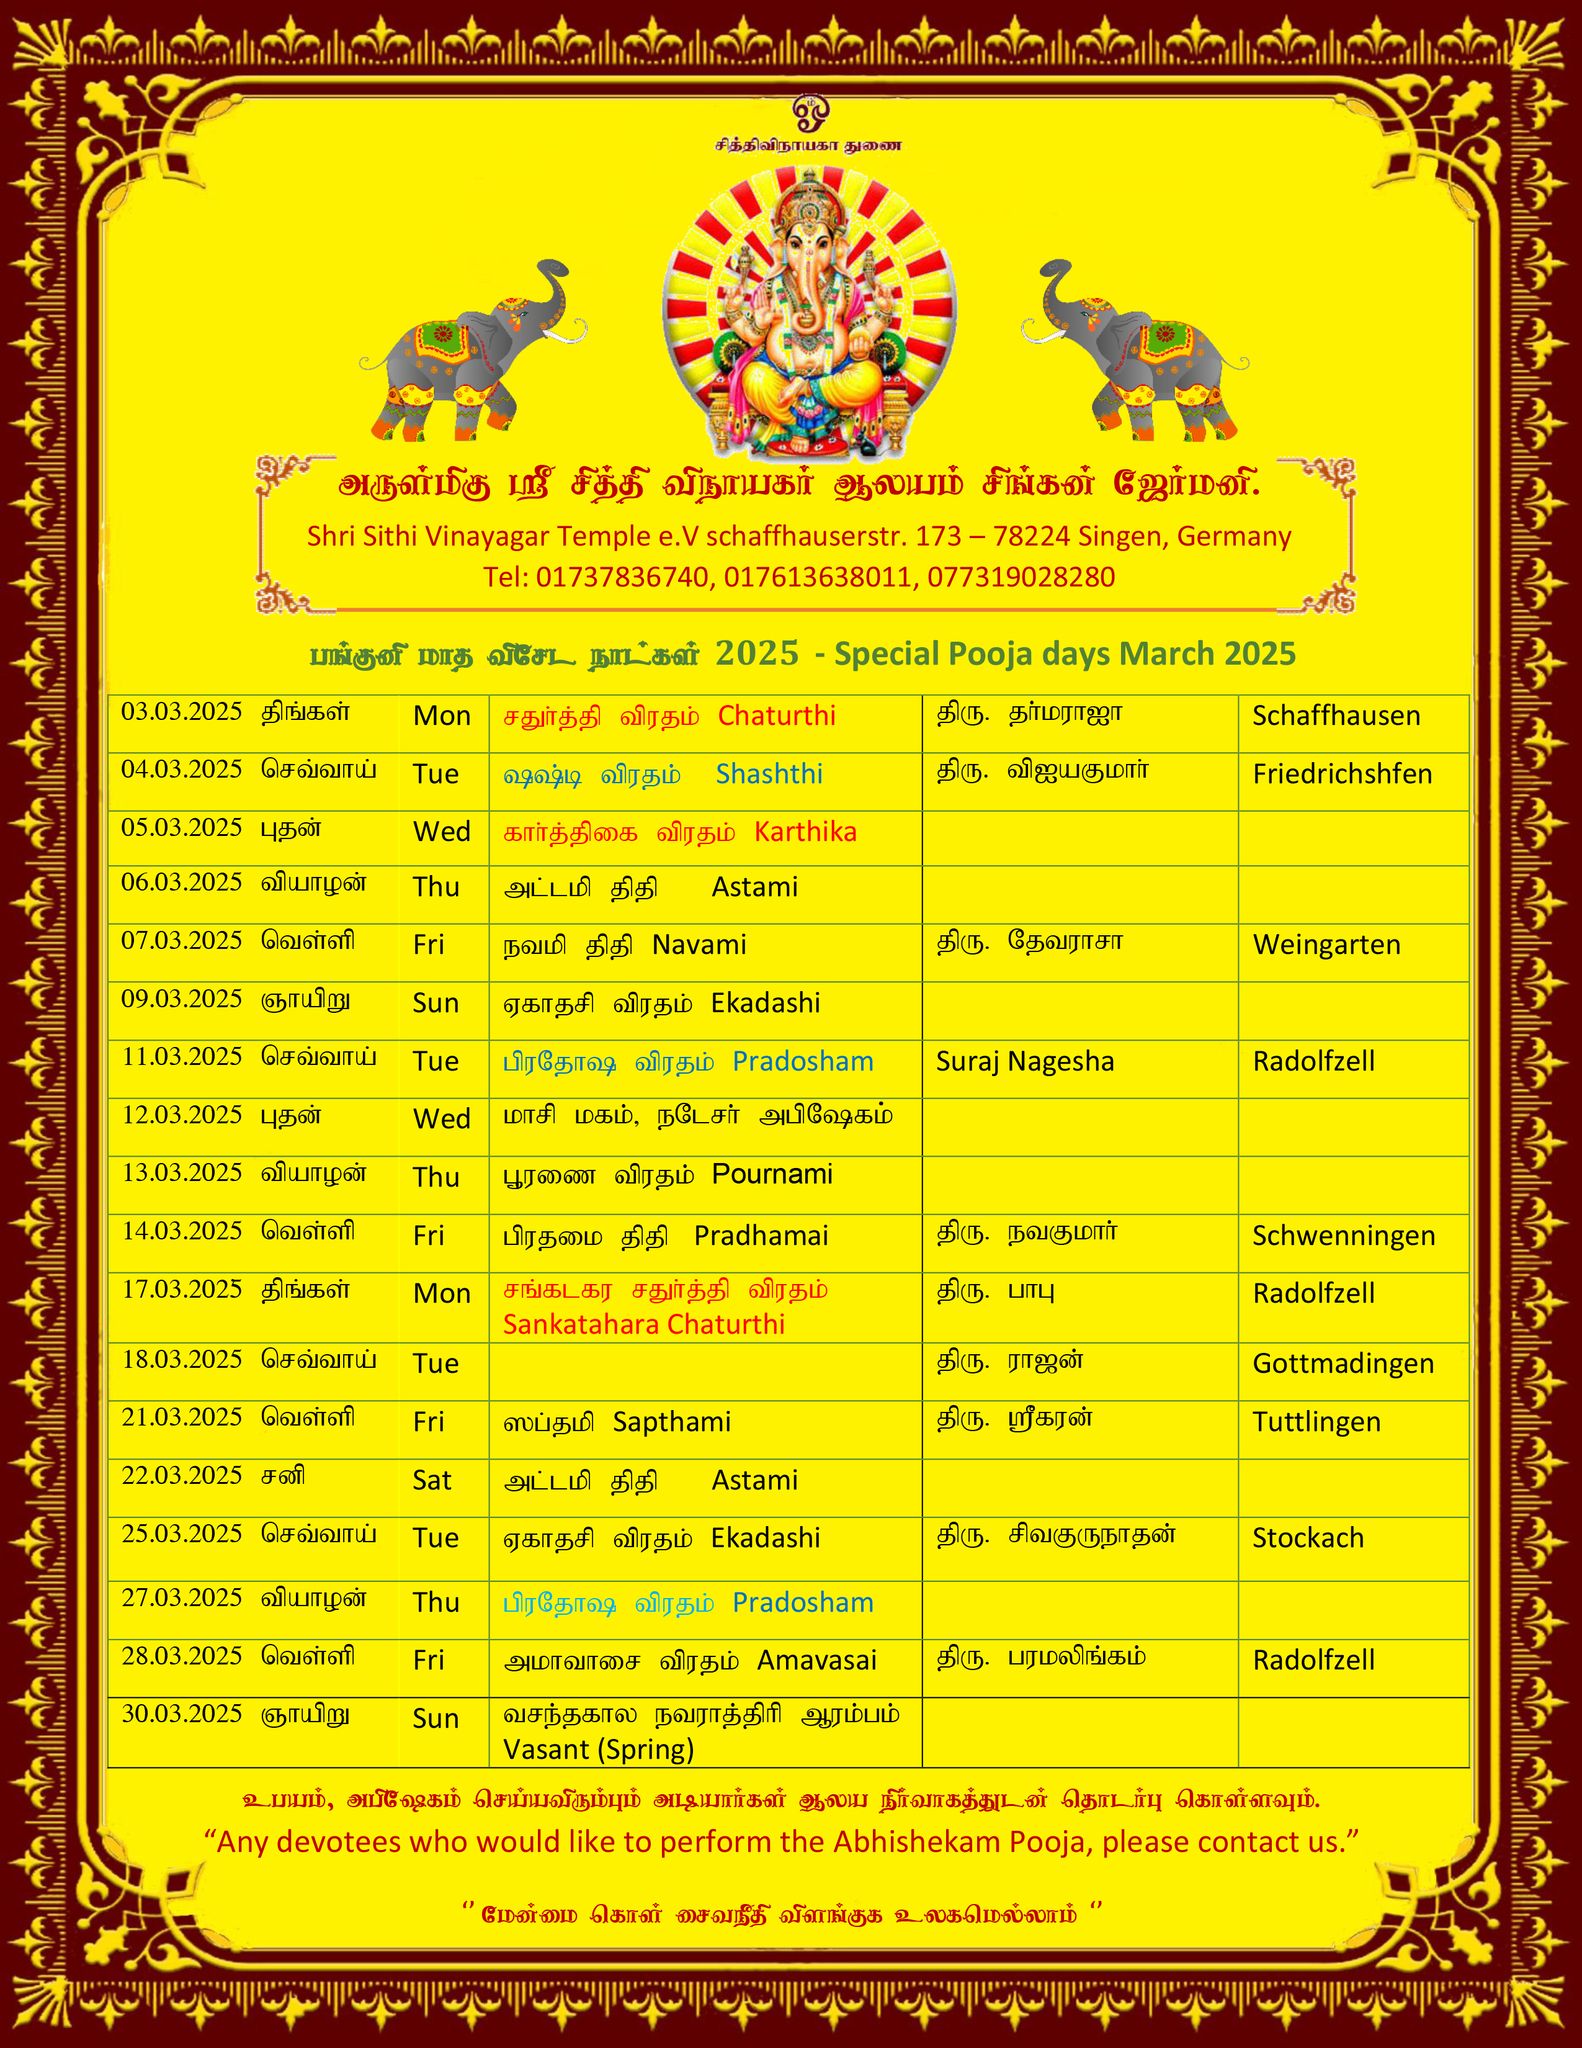 ஓம்
சித்திவிநாயகா துணை
அருள்மிகு ஸ்ரீ சித்தி விநாயகர் ஆலயம் சிங்கன் ஜேர்மனி.
Shri Sithi Vinayagar Temple e.V schaffhauserstr. 173 – 78224 Singen, Germany
Tel: 01737836740, 017613638011, 077319028280
பங்குனி மாத விசேட நாட்கள் 2025 - Special Pooja days March 2025
03.03.2025 திங்கள் Mon சதுர்த்தி விரதம் Chaturthi திரு. தர்மராஜா Schaffhausen
04.03.2025 செவ்வாய் Tue ஷஷ்டி விரதம் Shashthi திரு. விஜயகுமார் Friedrichshfen
05.03.2025 புதன் Wed கார்த்திகை விரதம் Karthika
06.03.2025 வியாழன் Thu அட்டமி திதி Astami
07.03.2025 வெள்ளி Fri நவமி திதி Navami திரு. தேவராசா Weingarten
09.03.2025 ஞாயிறு Sun ஏகாதசி விரதம் Ekadashi
11.03.2025 செவ்வாய் Tue பிரதோஷ விரதம் Pradosham Suraj Nagesha Radolfzell
12.03.2025 புதன் Wed மாசி மகம், நடேசர் அபிஷேகம்
13.03.2025 வியாழன் Thu பூரணை விரதம் Pournami
14.03.2025 வெள்ளி Fri பிரதமை திதி Pradhamai திரு. நவகுமார் Schwenningen
17.03.2025 திங்கள் Mon சங்கடகர சதுர்த்தி விரதம் திரு. பாபு Radolfzell
Sankatahara Chaturthi
18.03.2025 செவ்வாய் Tue திரு. ராஜன் Gottmadingen
21.03.2025 வெள்ளி Fri ஸப்தமி Sapthami திரு. ஸ்ரீகரன் Tuttlingen
22.03.2025 சனி Sat அட்டமி திதி Astami
25.03.2025 செவ்வாய் Tue ஏகாதசி விரதம் Ekadashi திரு. சிவகுருநாதன் Stockach
27.03.2025 வியாழன் Thu பிரதோஷ விரதம் Pradosham
28.03.2025 வெள்ளி Fri அமாவாசை விரதம் Amavasai திரு. பரமலிங்கம் Radolfzell
30.03.2025 ஞாயிறு Sun வசந்தகால நவராத்திரி ஆரம்பம்
Vasant (Spring)
உபயம், அபிஷேகம் செய்யவிரும்பும் அடியார்கள் ஆலய நிர்வாகத்துடன் தொடர்பு கொள்ளவும்.
“Any devotees who would like to perform the Abhishekam Pooja, please contact us.”
‘’ மேன்மை கொள் சைவநீதி விளங்குக உலகமெல்லாம் ‘’